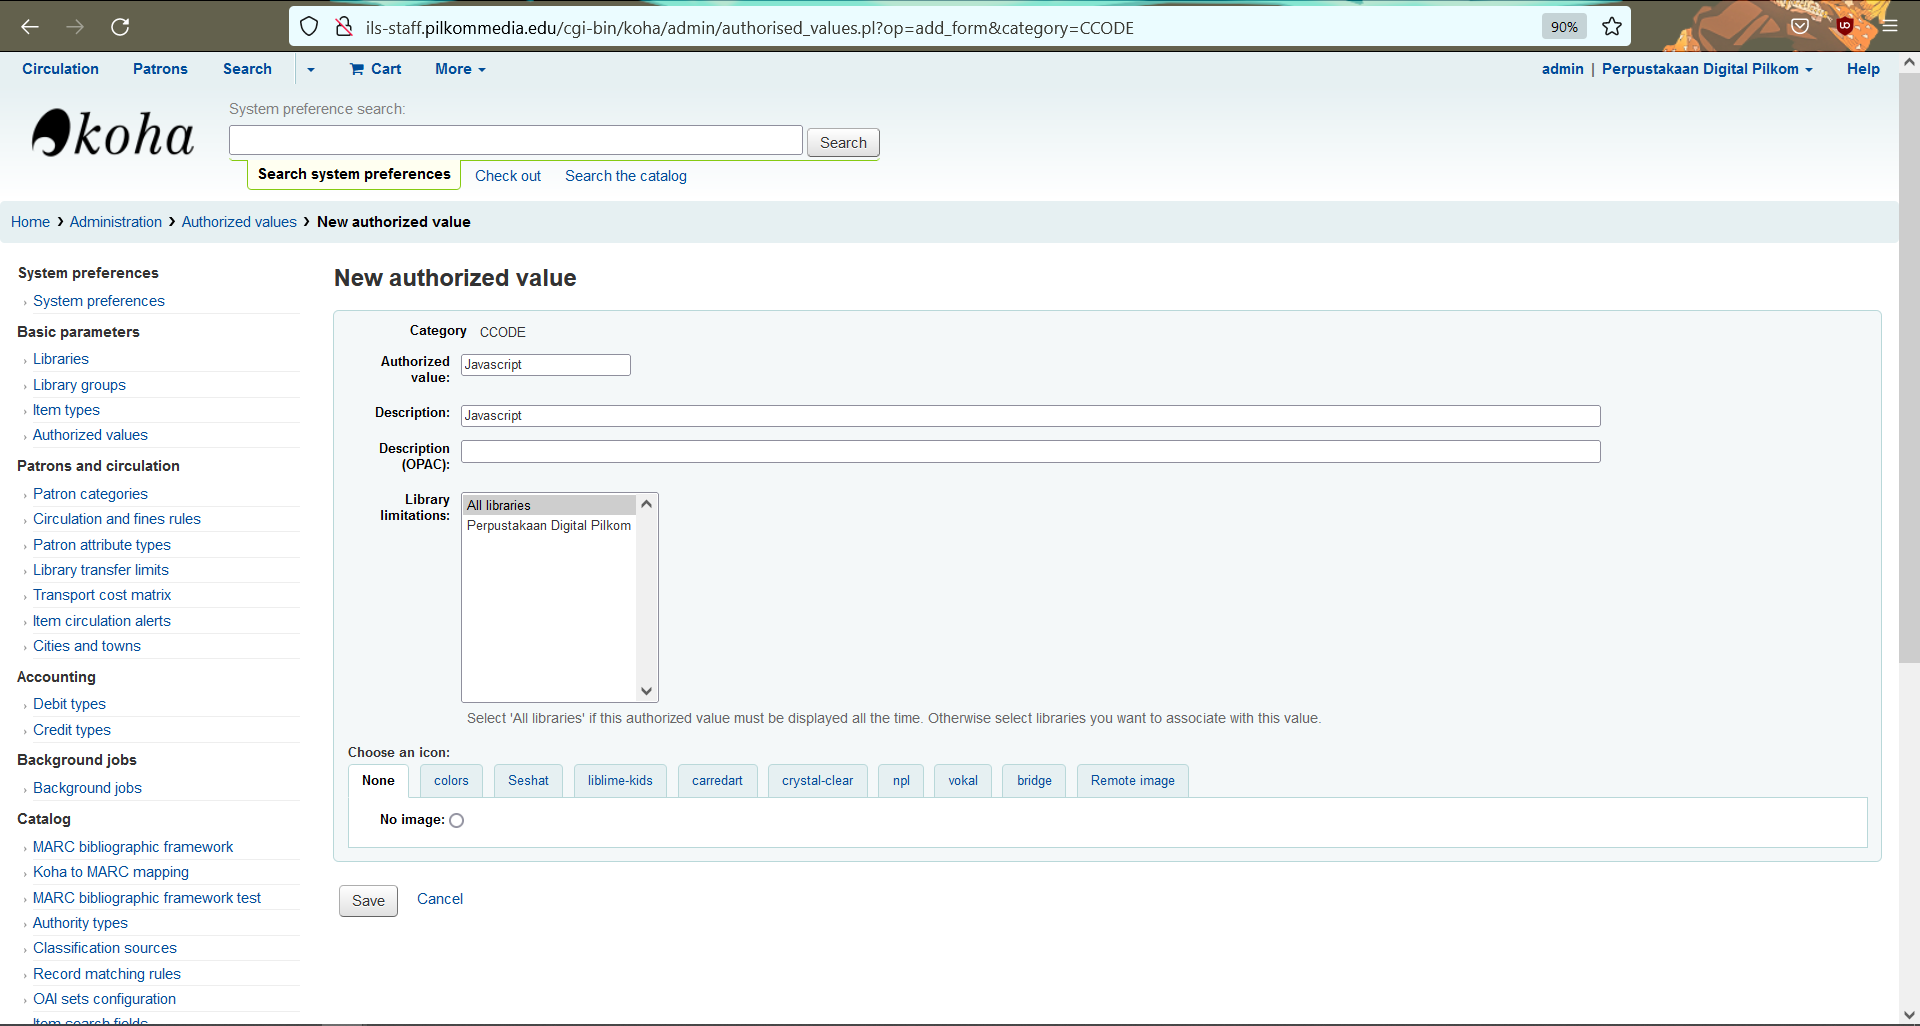 ils-staff.pilkommedia.edu/cgi-bin/koha/admin/authorised_values.pl?op=add_form&category=CCODE
90%
Circulation Patrons Search Cart More
admin | Perpustakaan Digital Pilkom Help
koha
System preference search:
Search
Search system preferences Check out Search the catalog
Home › Administration › Authorized values › New authorized value
System preferences
System preferences
Basic parameters
Libraries
Library groups
Item types
Authorized values
Patrons and circulation
Patron categories
Circulation and fines rules
Patron attribute types
Library transfer limits
Transport cost matrix
Item circulation alerts
Cities and towns
Accounting
Debit types
Credit types
Background jobs
Background jobs
Catalog
MARC bibliographic framework
Koha to MARC mapping
MARC bibliographic framework test
Authority types
Classification sources
Record matching rules
OAI sets configuration
Item search fields
New authorized value
Category CCODE
Authorized value: Javascript
Description: Javascript
Description (OPAC):
Library limitations:
All libraries
Perpustakaan Digital Pilkom
Select 'All libraries' if this authorized value must be displayed all the time. Otherwise select libraries you want to associate with this value.
Choose an icon:
None colors Seshat liblime-kids carredart crystal-clear npl vokal bridge Remote image
No image:
Save Cancel